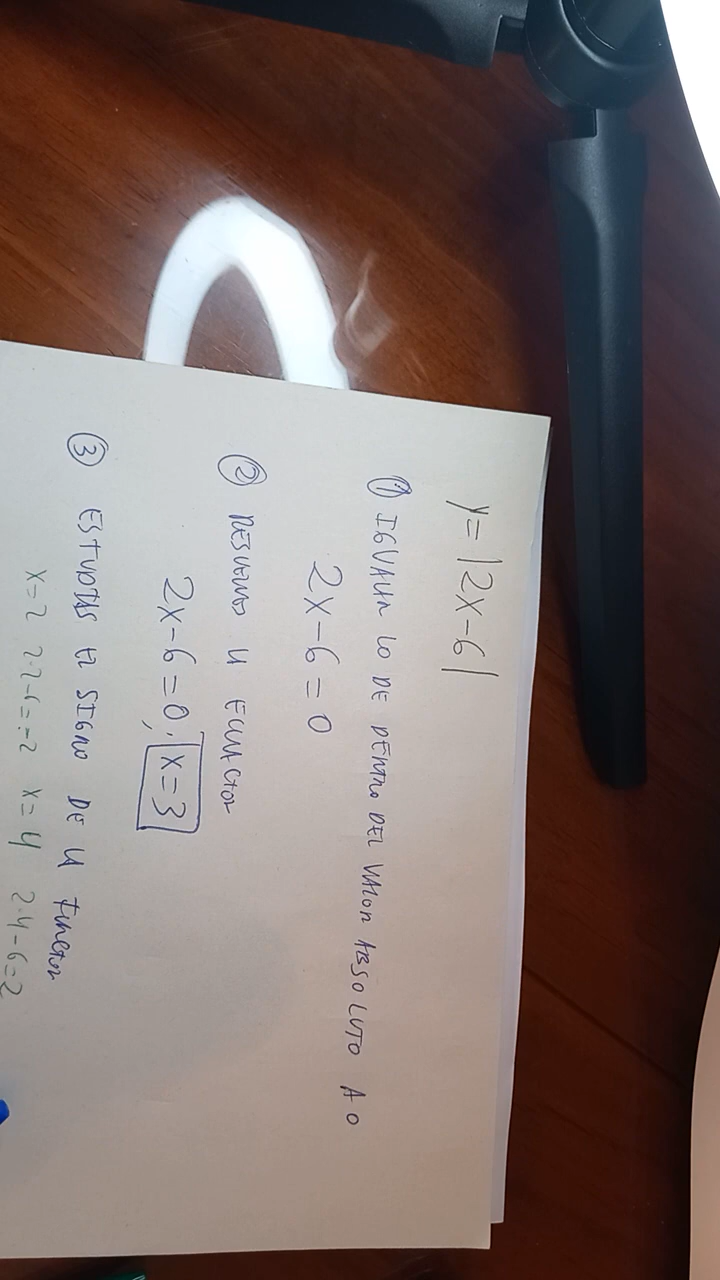 y = |2x-6|
① IGUALAR LO DE DENTRO DEL VALOR ABSOLUTO A 0
2x-6=0
② RESUELVES LA ECUACION
2x-6=0; x=3
③ ESTUDIAS EL SIGNO DE LA FUNCION
x=2 2·2-6=-2 x=4 2·4-6=2